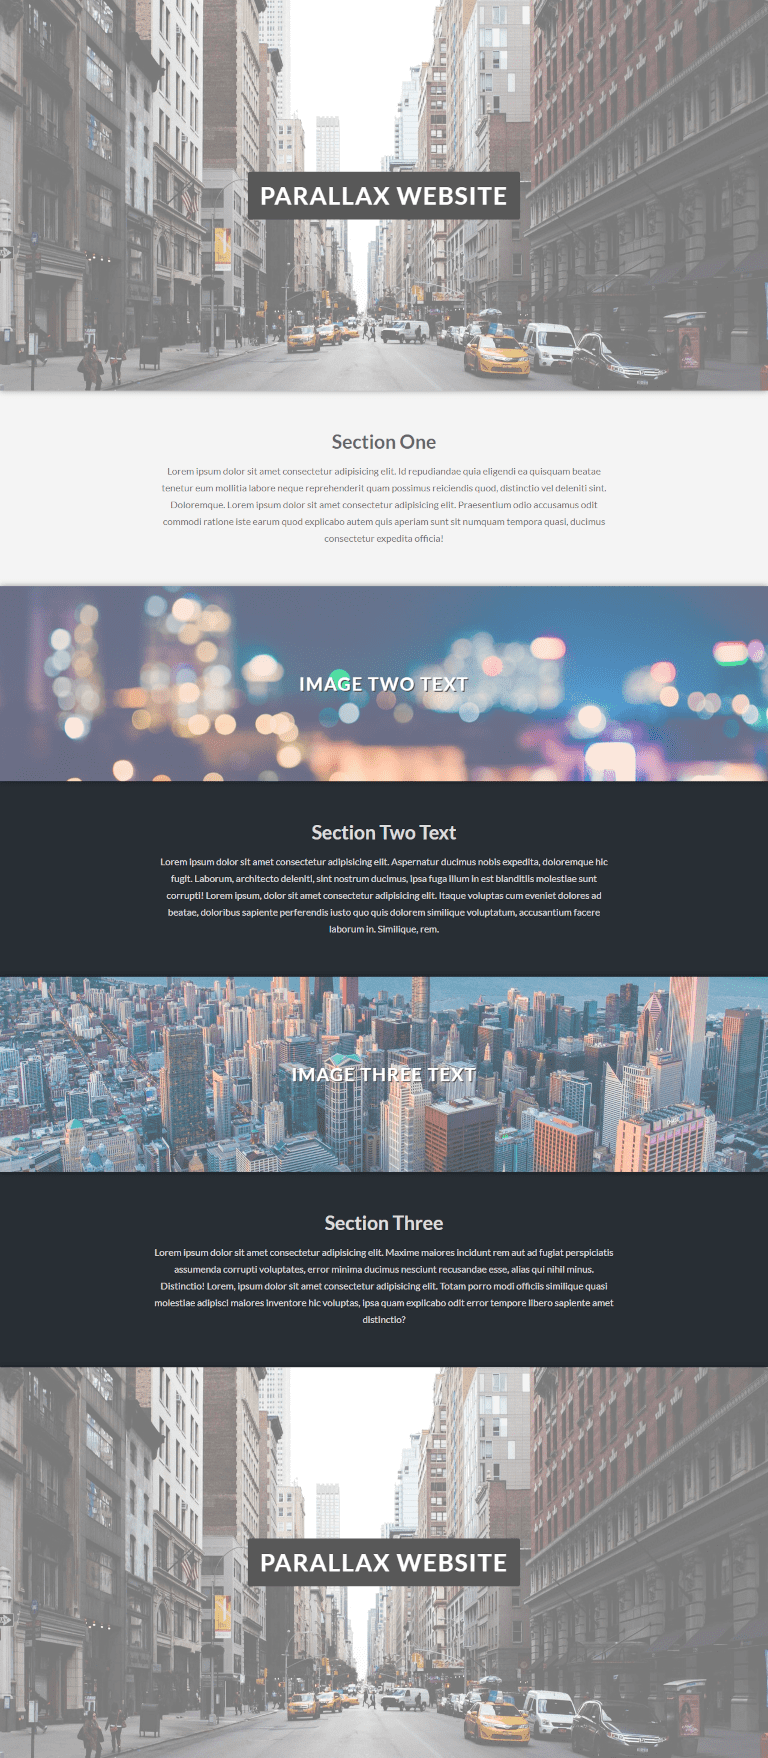 PARALLAX WEBSITE
Section One
Lorem ipsum dolor sit amet consectetur adipisicing elit. Id repudiandae quia eligendi ea quisquam beatae
tenetur eum mollitia labore neque reprehenderit quam possimus reiciendis quod, distinctio vel deleniti sint.
Doloremque. Lorem ipsum dolor sit amet consectetur adipisicing elit. Praesentium odio accusamus odit
commodi ratione iste earum quod explicabo autem quis aperiam sunt sit numquam tempora quasi, ducimus
consectetur expedita officia!
IMAGE TWO TEXT
Section Two Text
Lorem ipsum dolor sit amet consectetur adipisicing elit. Aspernatur ducimus nobis expedita, doloremque hic
fugit. Laborum, architecto deleniti, sint nostrum ducimus, ipsa fuga illum in est blanditiis molestiae sunt
corrupti! Lorem ipsum, dolor sit amet consectetur adipisicing elit. Itaque voluptas cum eveniet dolores ad
beatae, doloribus sapiente perferendis iusto quo quis dolorem similique voluptatum, accusantium facere
laborum in. Similique, rem.
IMAGE THREE TEXT
Section Three
Lorem ipsum dolor sit amet consectetur adipisicing elit. Maxime maiores incidunt rem aut ad fugiat perspiciatis
assumenda corrupti voluptates, error minima ducimus nesciunt recusandae esse, alias qui nihil minus.
Distinctio! Lorem, ipsum dolor sit amet consectetur adipisicing elit. Totam porro modi officiis similique quasi
molestiae adipisci maiores inventore hic voluptas, ipsa quam explicabo odit error tempore libero sapiente amet
distinctio?
PARALLAX WEBSITE